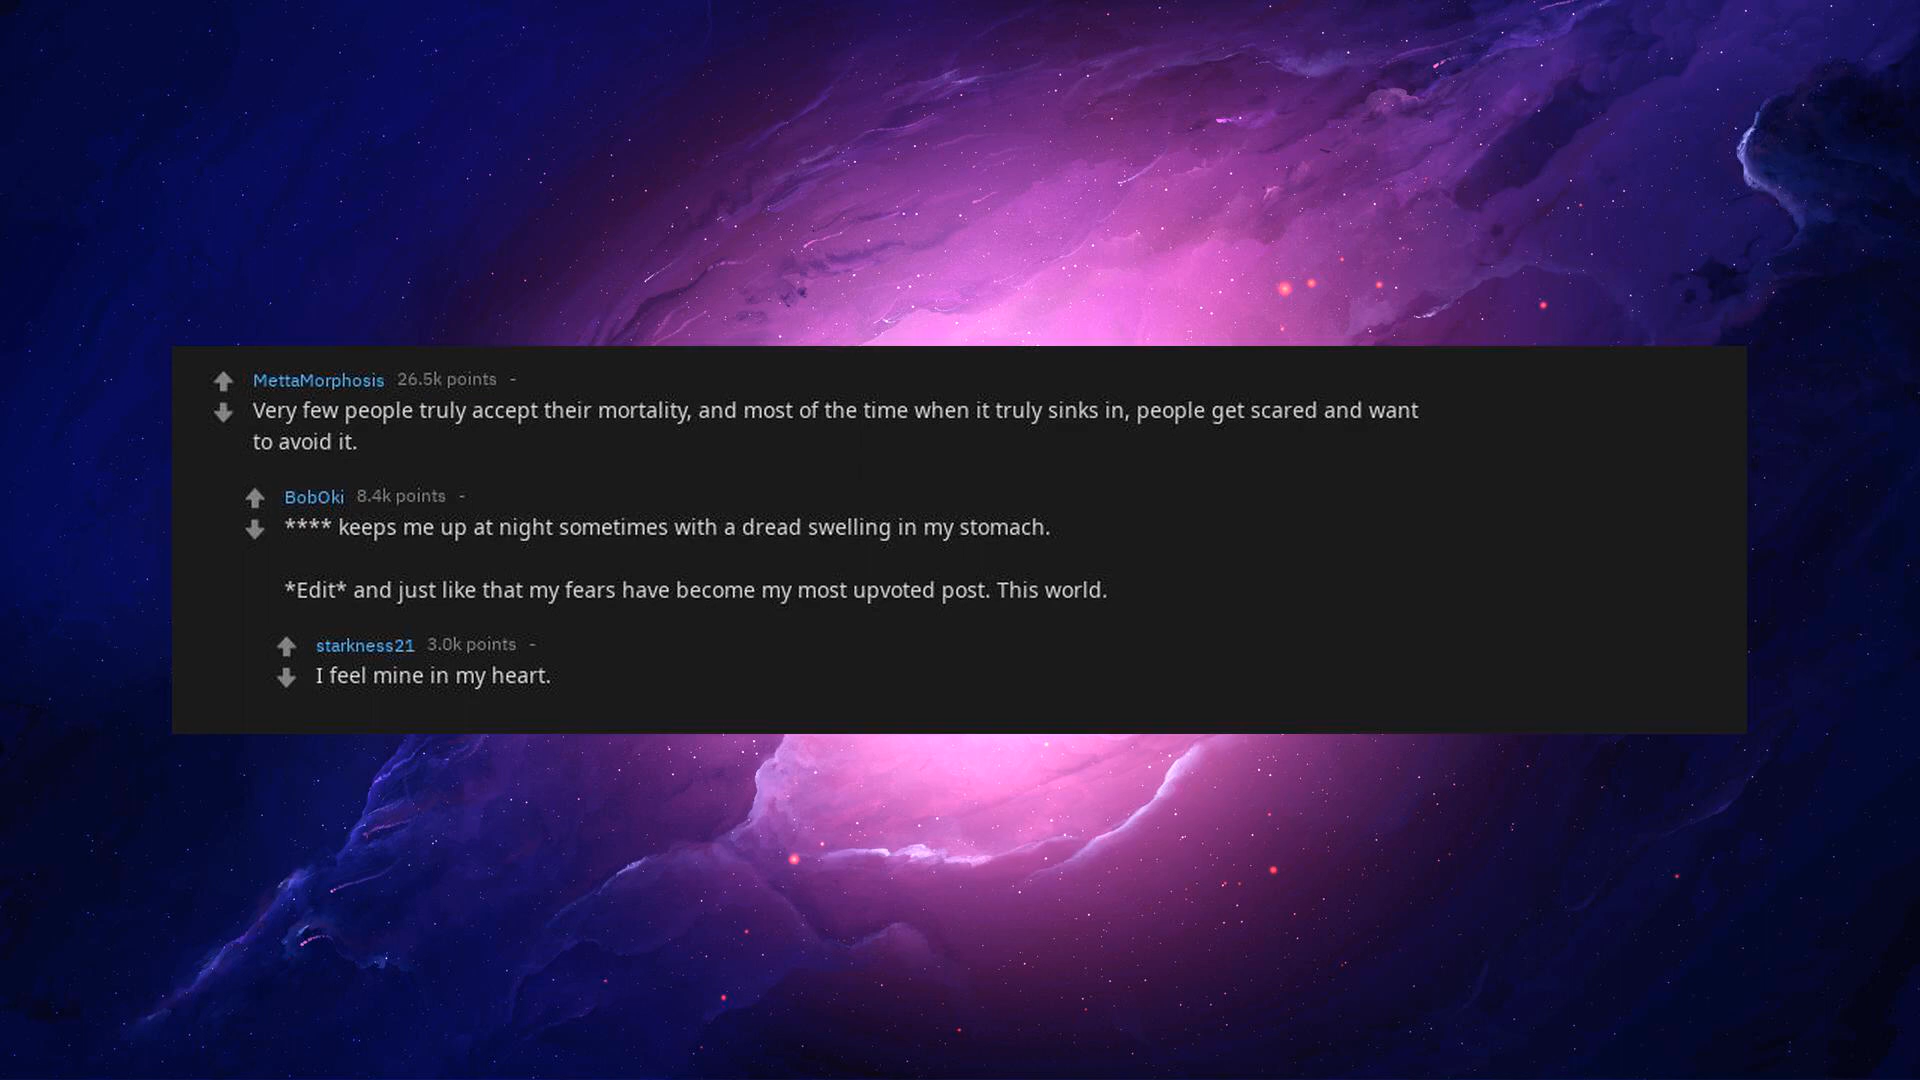 MettaMorphosis 26.5k points -
Very few people truly accept their mortality, and most of the time when it truly sinks in, people get scared and want
to avoid it.
BobOki 8.4k points -
**** keeps me up at night sometimes with a dread swelling in my stomach.
*Edit* and just like that my fears have become my most upvoted post. This world.
starkness21 3.0k points -
I feel mine in my heart.